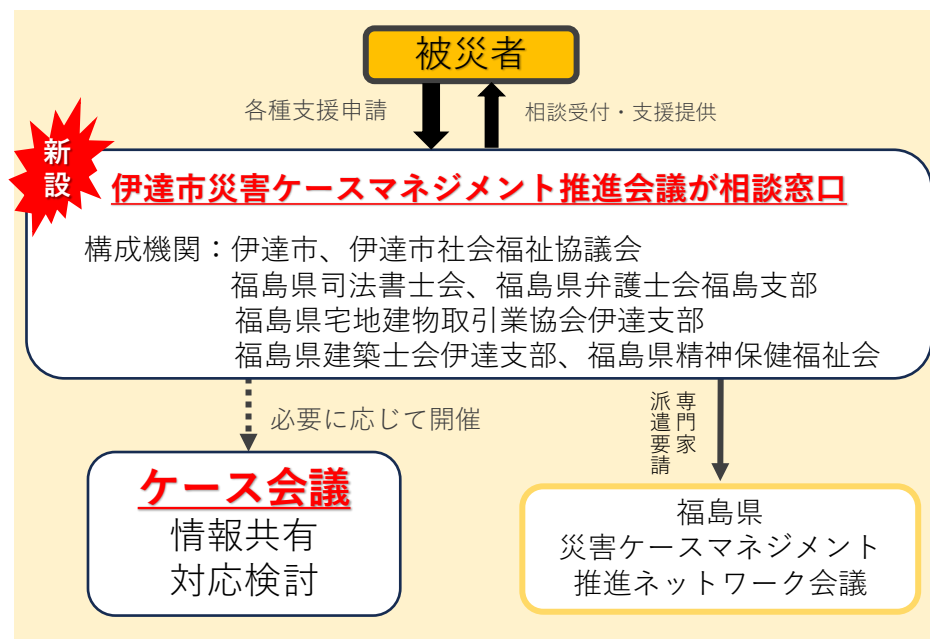 被災者
各種支援申請
相談受付・支援提供
新設
伊達市災害ケースマネジメント推進会議が相談窓口
構成機関：伊達市、伊達市社会福祉協議会
福島県司法書士会、福島県弁護士会福島支部
福島県宅地建物取引業協会伊達支部
福島県建築士会伊達支部、福島県精神保健福祉会
必要に応じて開催
専門家
派遣要請
ケース会議
情報共有
対応検討
福島県
災害ケースマネジメント
推進ネットワーク会議